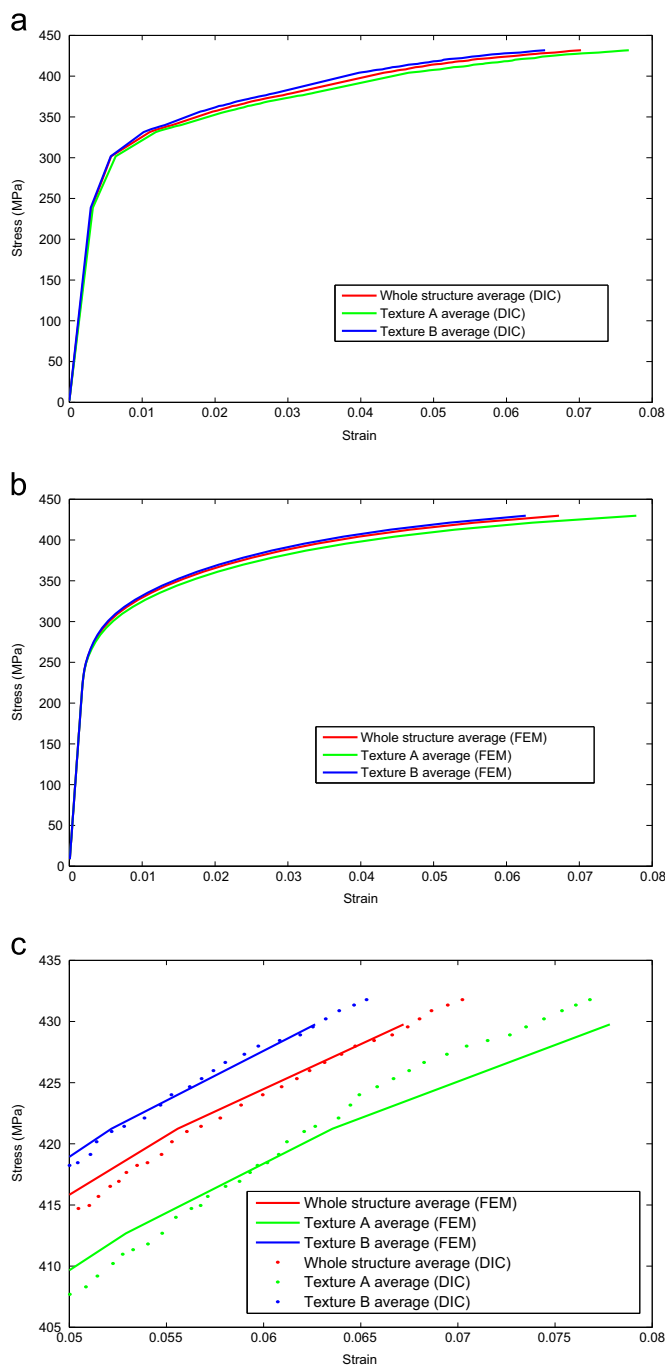 a
450
400
350
300
250
200
150
100
50
0
Stress (MPa)
Whole structure average (DIC)
Texture A average (DIC)
Texture B average (DIC)
0 0.01 0.02 0.03 0.04 0.05 0.06 0.07 0.08
Strain
b
450
400
350
300
250
200
150
100
50
0
Stress (MPa)
Whole structure average (FEM)
Texture A average (FEM)
Texture B average (FEM)
0 0.01 0.02 0.03 0.04 0.05 0.06 0.07 0.08
Strain
c
435
430
425
420
415
410
405
Stress (MPa)
Whole structure average (FEM)
Texture A average (FEM)
Texture B average (FEM)
Whole structure average (DIC)
Texture A average (DIC)
Texture B average (DIC)
0.05 0.055 0.06 0.065 0.07 0.075 0.08
Strain